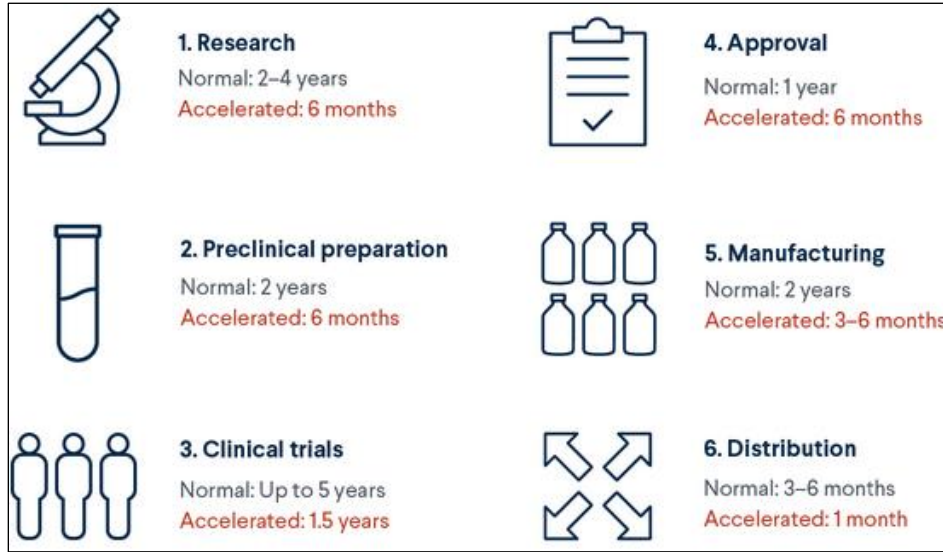 1. Research
Normal: 2–4 years
Accelerated: 6 months
2. Preclinical preparation
Normal: 2 years
Accelerated: 6 months
3. Clinical trials
Normal: Up to 5 years
Accelerated: 1.5 years
4. Approval
Normal: 1 year
Accelerated: 6 months
5. Manufacturing
Normal: 2 years
Accelerated: 3–6 months
6. Distribution
Normal: 3–6 months
Accelerated: 1 month